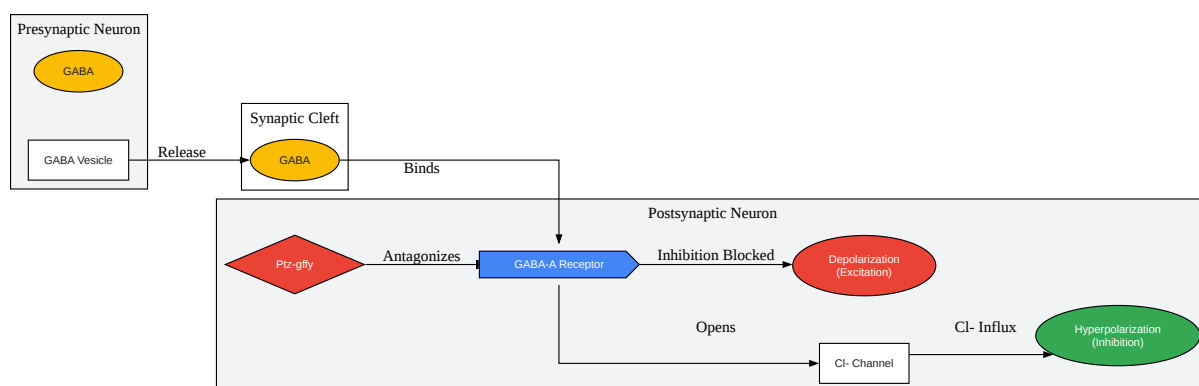 Presynaptic Neuron
GABA
GABA Vesicle
Release
Synaptic Cleft
GABA
Binds
Postsynaptic Neuron
Ptz-gffy
Antagonizes
GABA-A Receptor
Inhibition Blocked
Depolarization
(Excitation)
Opens
Cl- Channel
Cl- Influx
Hyperpolarization
(Inhibition)